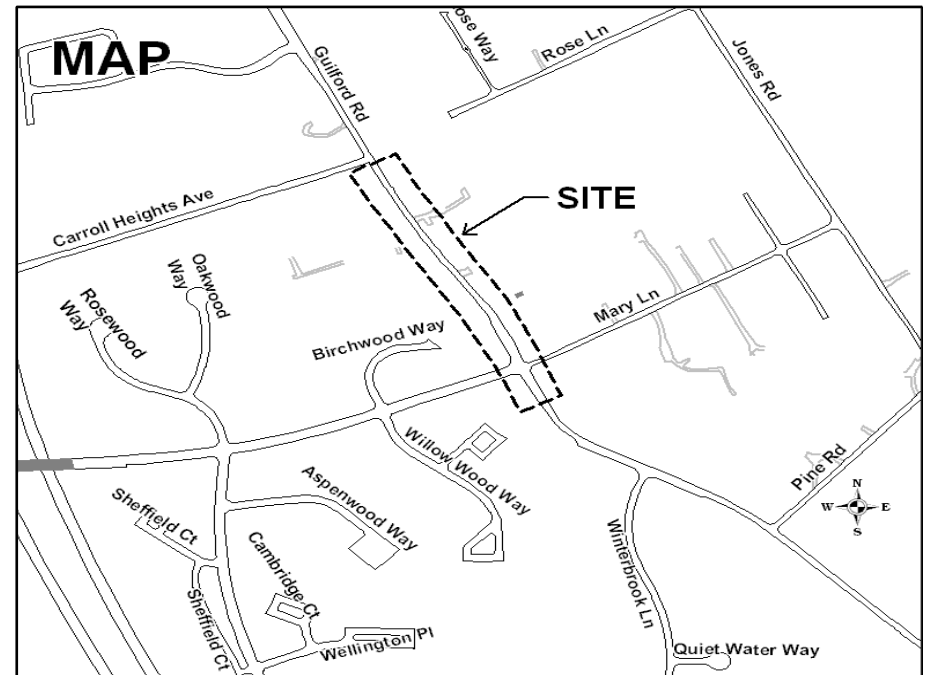 MAP
Guilford Rd
ose Way
Rose Ln
Jones Rd
SITE
Carroll Heights Ave
Oakwood
Way
Rosewood
Way
Birchwood Way
Mary Ln
Willow Wood Way
Aspenwood Way
Pine Rd
N
W E
S
Sheffield Ct
Cambridge Ct
Sheffield Ct
Winterbrook Ln
Wellington Pl
Quiet Water Way